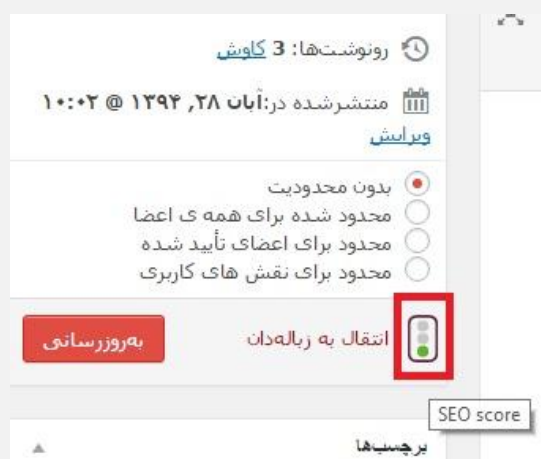 رونوشت‌ها: 3 کاوش
منتشرشده در:آبان ۲۸, ۱۳۹۴ @ ۱۰:۰۲
ویرایش
بدون محدودیت
محدود شده برای همه ی اعضا
محدود برای اعضای تأیید شده
محدود برای نقش های کاربری
انتقال به زباله‌دان
به‌روزرسانی
SEO score
برچسب‌ها